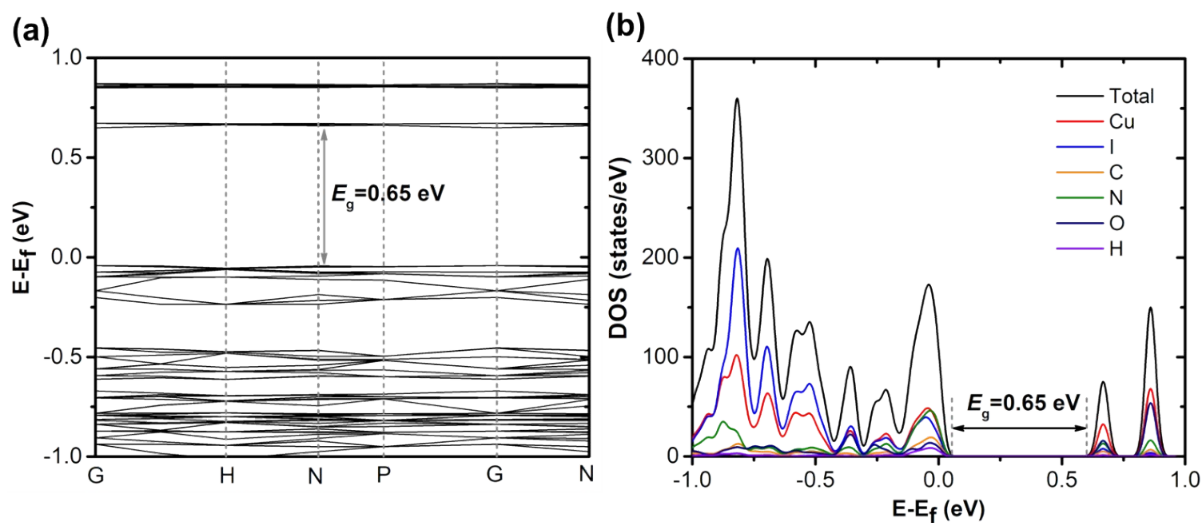 (a)
1.0
0.5
0.0
-0.5
-1.0
E-Ef (eV)
Eg=0.65 eV
G H N P G N
(b)
400
300
200
100
0
DOS (states/eV)
Total
Cu
I
C
N
O
H
Eg=0.65 eV
-1.0 -0.5 0.0 0.5 1.0
E-Ef (eV)